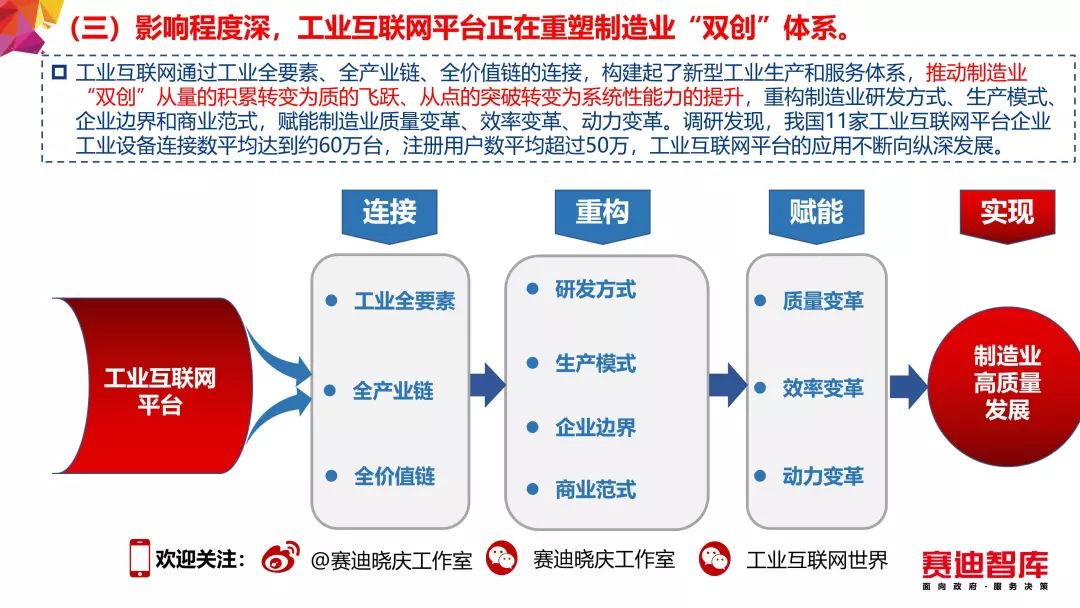 （三）影响程度深，工业互联网平台正在重塑制造业“双创”体系。
工业互联网通过工业全要素、全产业链、全价值链的连接，构建起了新型工业生产和服务体系，推动制造业
“双创”从量的积累转变为质的飞跃、从点的突破转变为系统性能力的提升，重构制造业研发方式、生产模式、
企业边界和商业范式，赋能制造业质量变革、效率变革、动力变革。调研发现，我国11家工业互联网平台企业
工业设备连接数平均达到约60万台，注册用户数平均超过50万，工业互联网平台的应用不断向纵深发展。
连接
重构
赋能
实现
工业互联网
平台
工业全要素
全产业链
全价值链
研发方式
生产模式
企业边界
商业范式
质量变革
效率变革
动力变革
制造业
高质量
发展
欢迎关注：
@赛迪晓庆工作室
赛迪晓庆工作室
工业互联网世界
赛迪智库
面向政府·服务决策